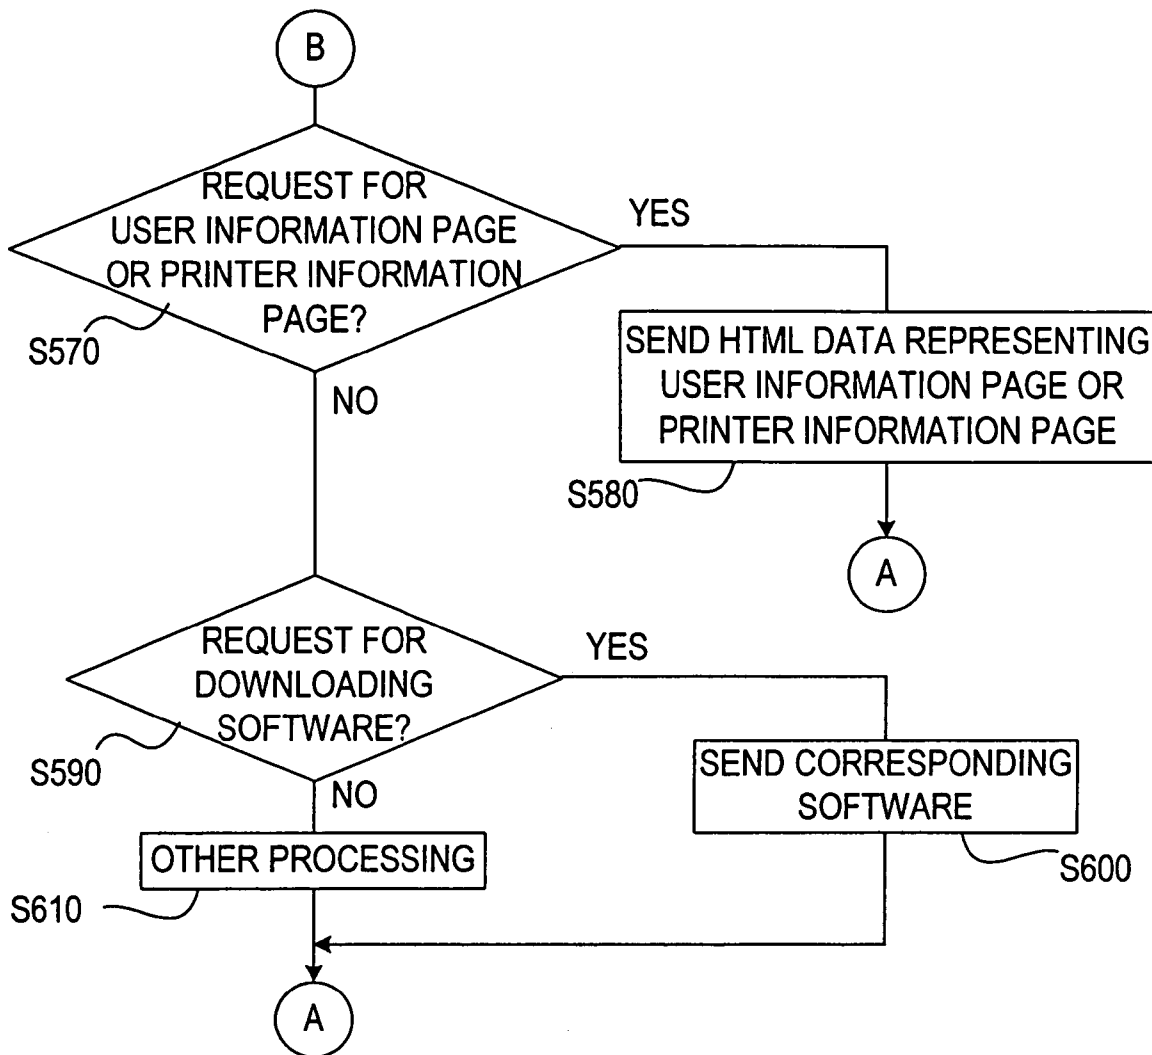 B
REQUEST FOR
USER INFORMATION PAGE
OR PRINTER INFORMATION
PAGE?
YES
S570
NO
SEND HTML DATA REPRESENTING
USER INFORMATION PAGE OR
PRINTER INFORMATION PAGE
S580
A
REQUEST FOR
DOWNLOADING
SOFTWARE?
YES
S590
NO
SEND CORRESPONDING
SOFTWARE
S600
OTHER PROCESSING
S610
A